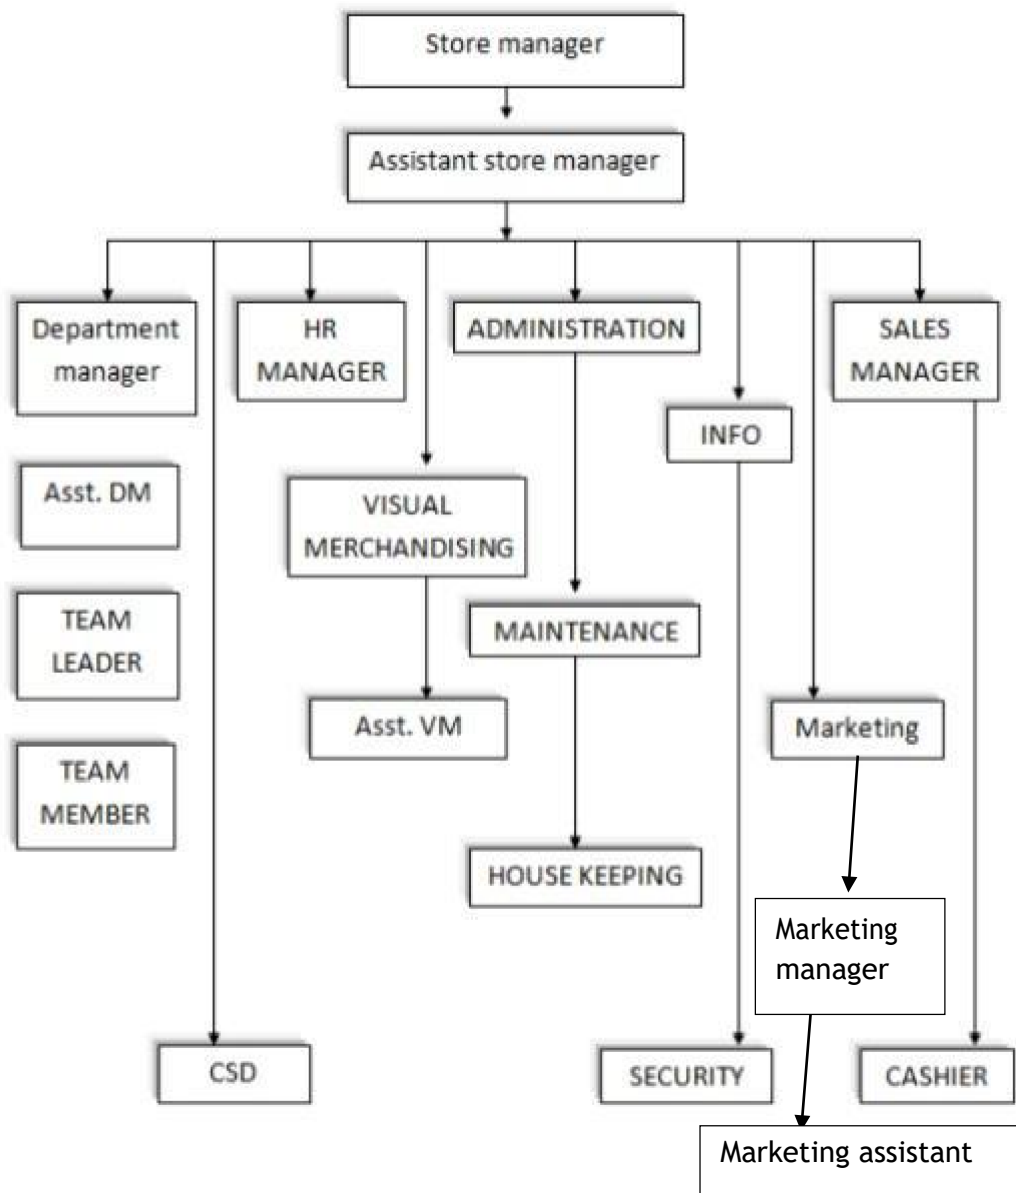 Store manager
Assistant store manager
Department
manager
HR
MANAGER
ADMINISTRATION
SALES
MANAGER
INFO
Asst. DM
VISUAL
MERCHANDISING
TEAM
LEADER
MAINTENANCE
Asst. VM
Marketing
TEAM
MEMBER
HOUSE KEEPING
Marketing
manager
CSD
SECURITY
CASHIER
Marketing assistant